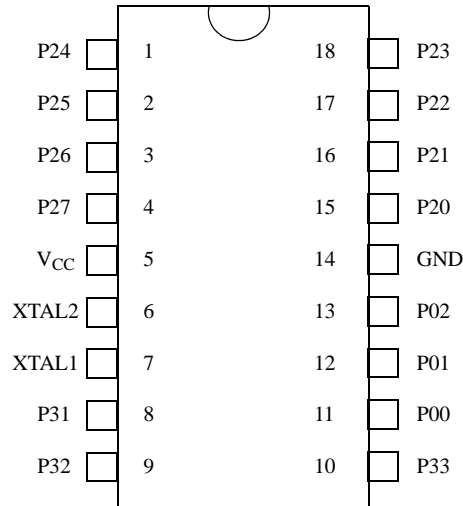 P24 1 18 P23
P25 2 17 P22
P26 3 16 P21
P27 4 15 P20
VCC 5 14 GND
XTAL2 6 13 P02
XTAL1 7 12 P01
P31 8 11 P00
P32 9 10 P33